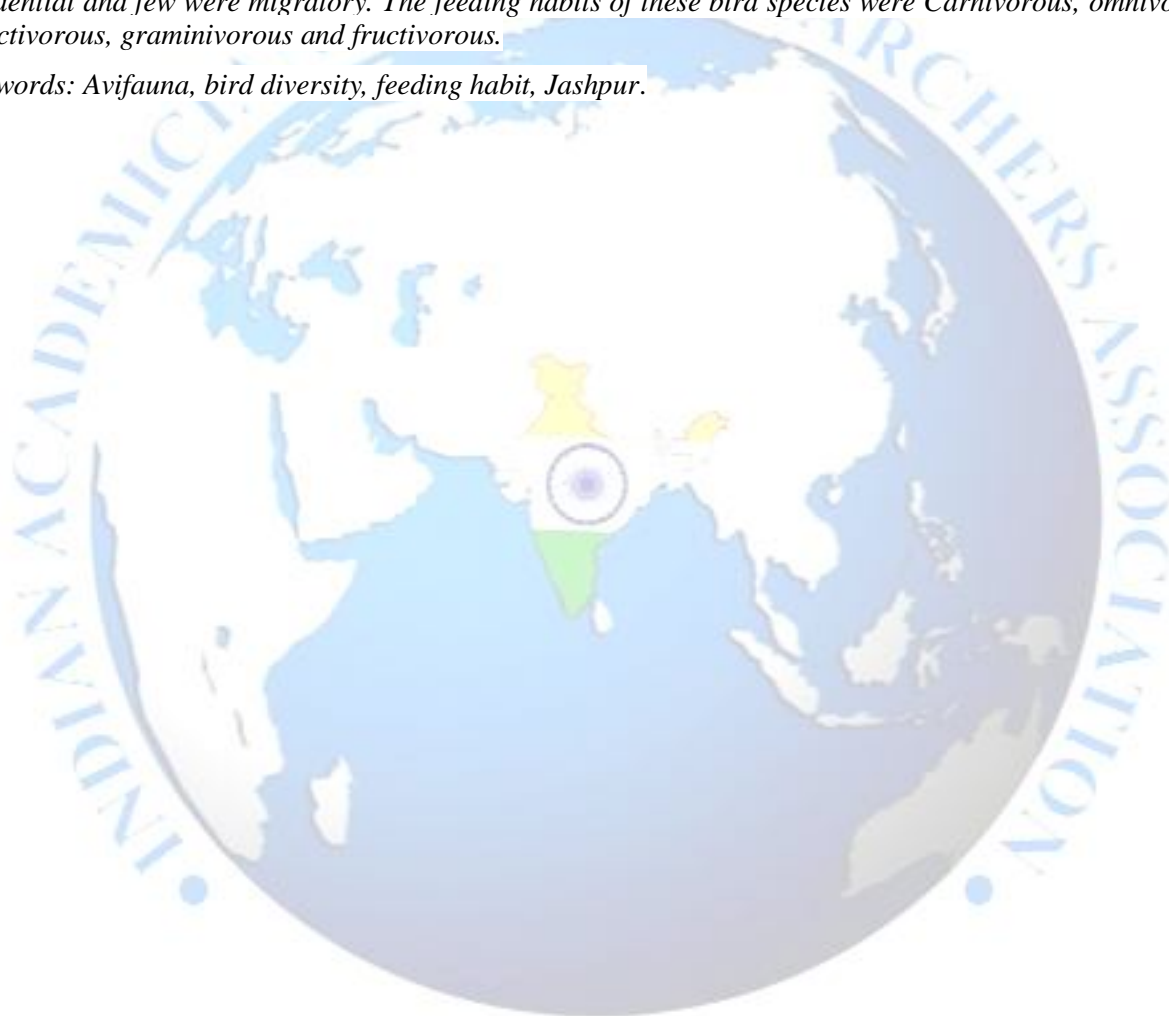 and few were migratory. The feeding habits of these bird species were Carnivorous,
graminivorous and fructivorous.
Avifauna, bird diversity, feeding habit, Jashpur.
INDIAN ACADEMIC
ASSOCIATION